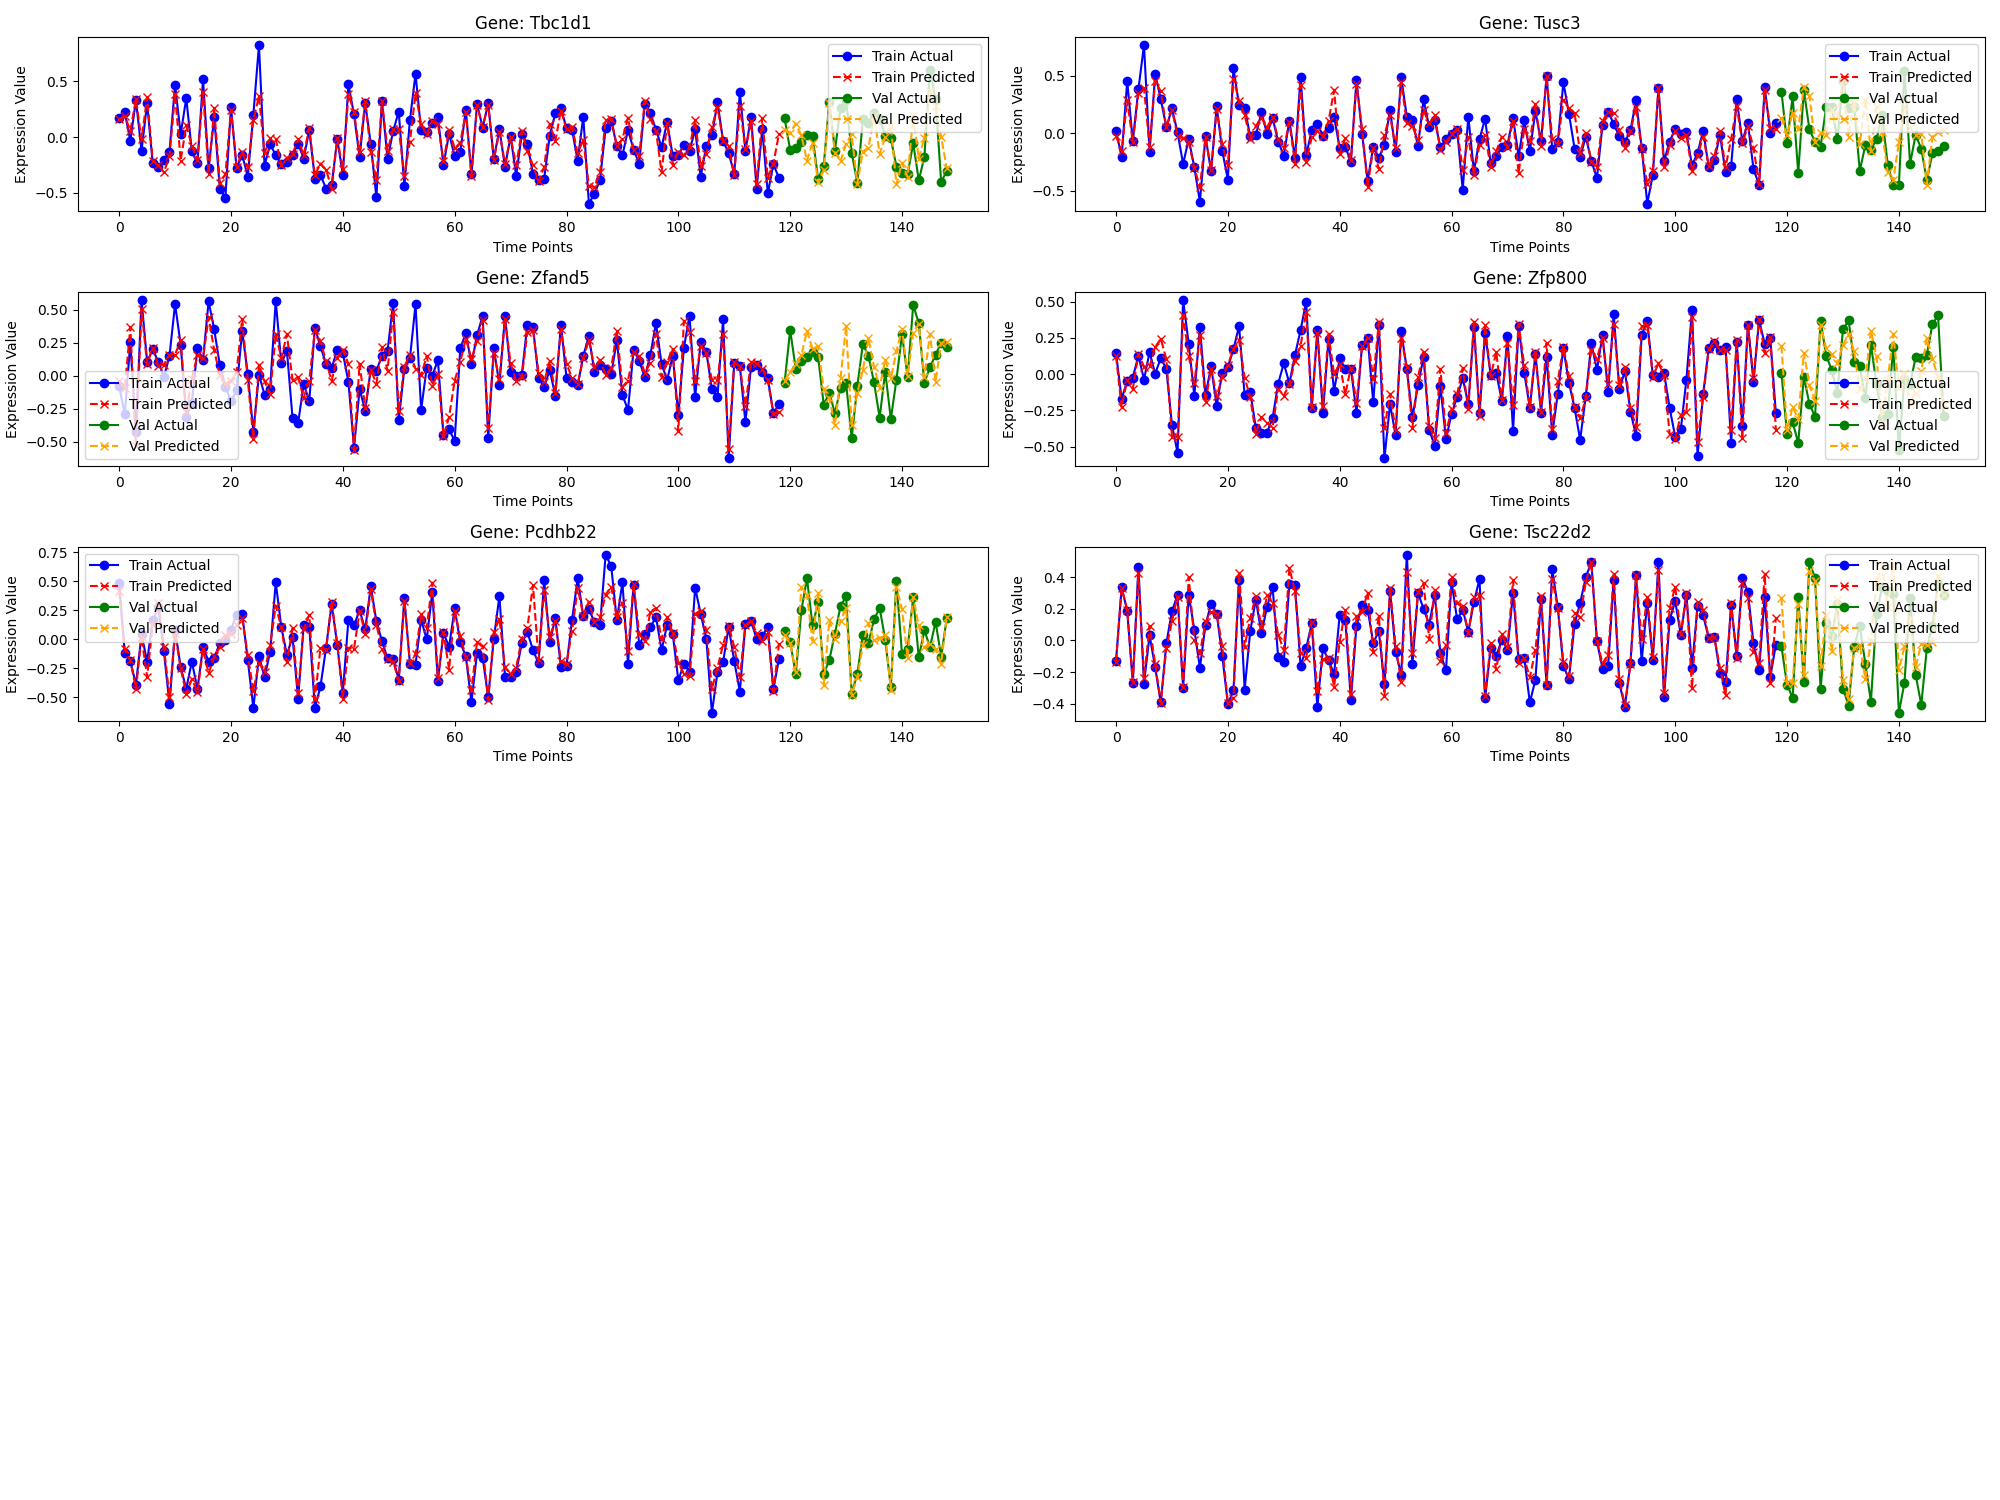 Gene: Tbc1d1
Expression Value
0.5
0.0
−0.5
0 20 40 60 80 100 120 140
Time Points
Train Actual
Train Predicted
Val Actual
Val Predicted
Gene: Tusc3
Expression Value
0.5
0.0
−0.5
0 20 40 60 80 100 120 140
Time Points
Train Actual
Train Predicted
Val Actual
Val Predicted
Gene: Zfand5
Expression Value
0.50
0.25
0.00
−0.25
−0.50
0 20 40 60 80 100 120 140
Time Points
Train Actual
Train Predicted
Val Actual
Val Predicted
Gene: Zfp800
Expression Value
0.50
0.25
0.00
−0.25
−0.50
0 20 40 60 80 100 120 140
Time Points
Train Actual
Train Predicted
Val Actual
Val Predicted
Gene: Pcdhb22
Expression Value
0.75
0.50
0.25
0.00
−0.25
−0.50
0 20 40 60 80 100 120 140
Time Points
Train Actual
Train Predicted
Val Actual
Val Predicted
Gene: Tsc22d2
Expression Value
0.4
0.2
0.0
−0.2
−0.4
0 20 40 60 80 100 120 140
Time Points
Train Actual
Train Predicted
Val Actual
Val Predicted